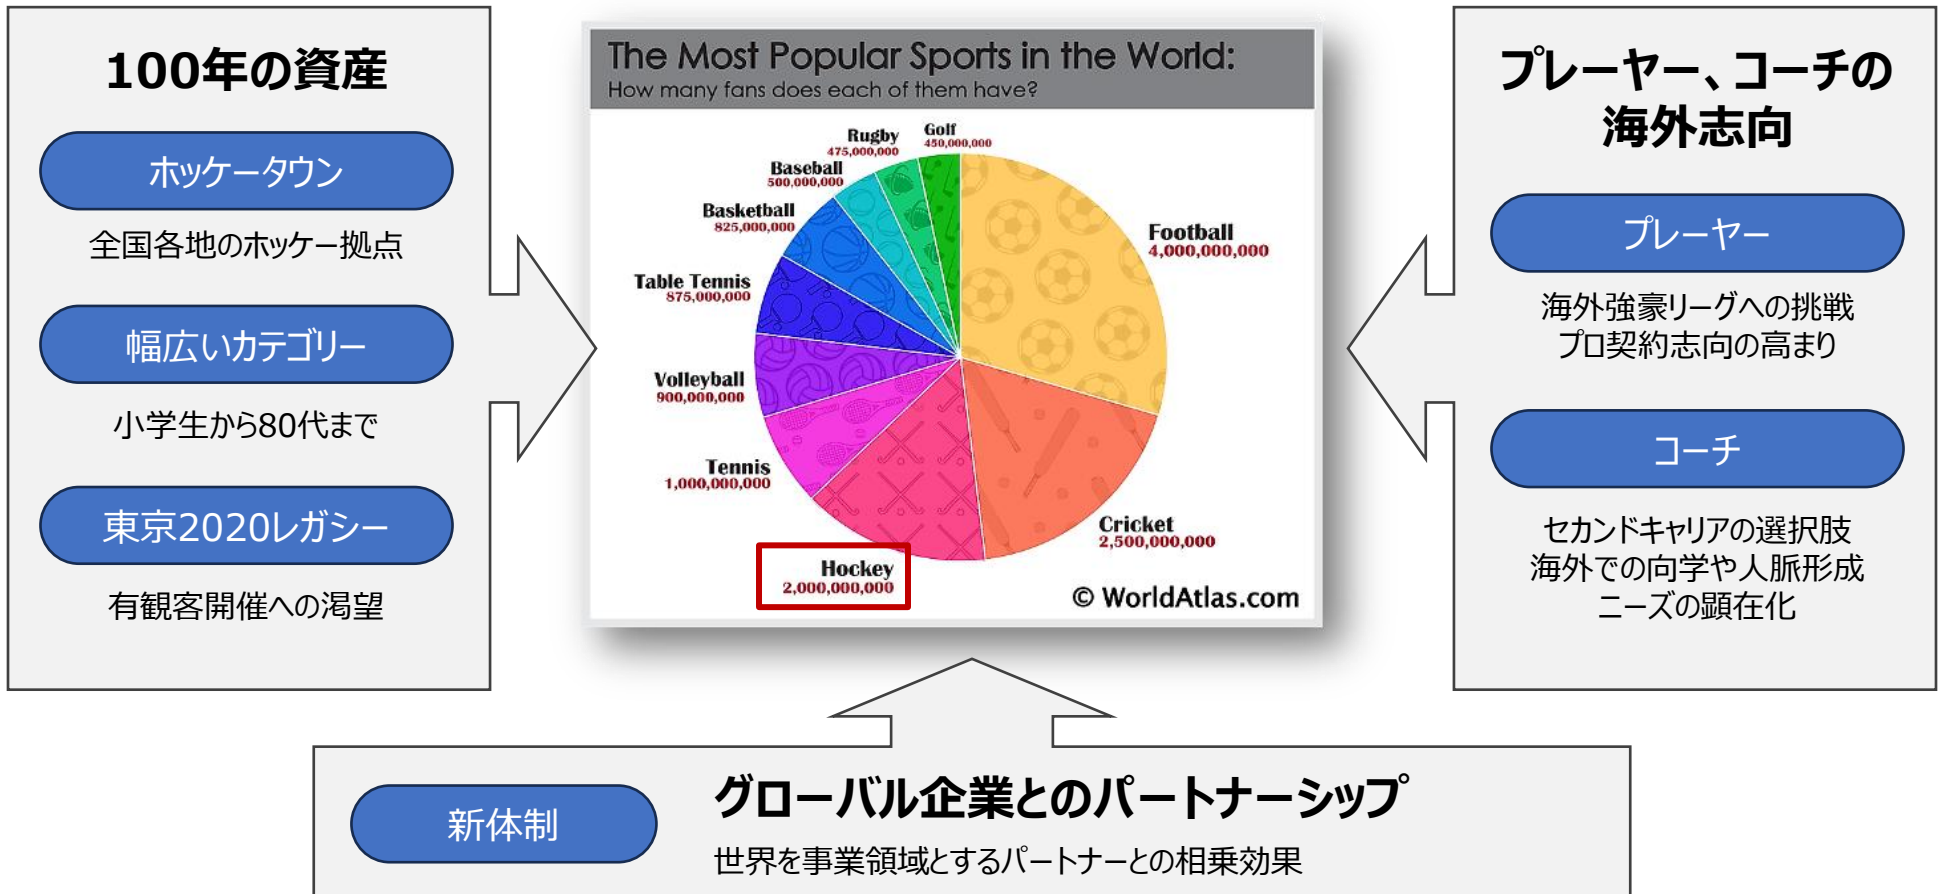 100年の資産
ホッケータウン
全国各地のホッケー拠点
幅広いカテゴリー
小学生から80代まで
東京2020レガシー
有観客開催への渇望
The Most Popular Sports in the World:
How many fans does each of them have?
Golf
450,000,000
Rugby
475,000,000
Baseball
500,000,000
Basketball
825,000,000
Table Tennis
875,000,000
Volleyball
900,000,000
Tennis
1,000,000,000
Hockey
2,000,000,000
Cricket
2,500,000,000
Football
4,000,000,000
© WorldAtlas.com
プレーヤー、コーチの
海外志向
プレーヤー
海外強豪リーグへの挑戦
プロ契約志向の高まり
コーチ
セカンドキャリアの選択肢
海外での向学や人脈形成
ニーズの顕在化
新体制
グローバル企業とのパートナーシップ
世界を事業領域とするパートナーとの相乗効果